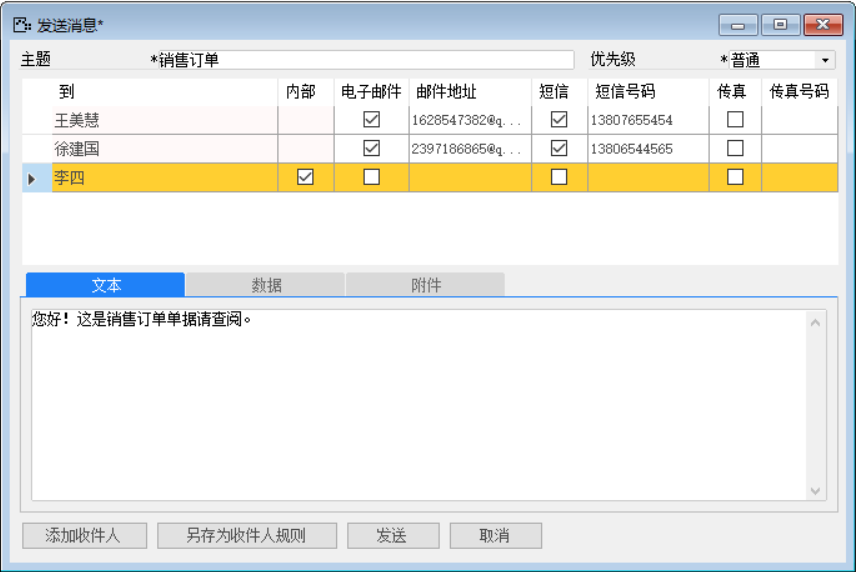 发送消息*
主题 *销售订单 优先级 *普通
到 内部 电子邮件 邮件地址 短信 短信号码 传真 传真号码
王美慧 1628547382@q... 13807655454
徐建国 2397186865@q... 13806544565
李四
文本 数据 附件
您好！这是销售订单单据请查阅。
添加收件人 另存为收件人规则 发送 取消